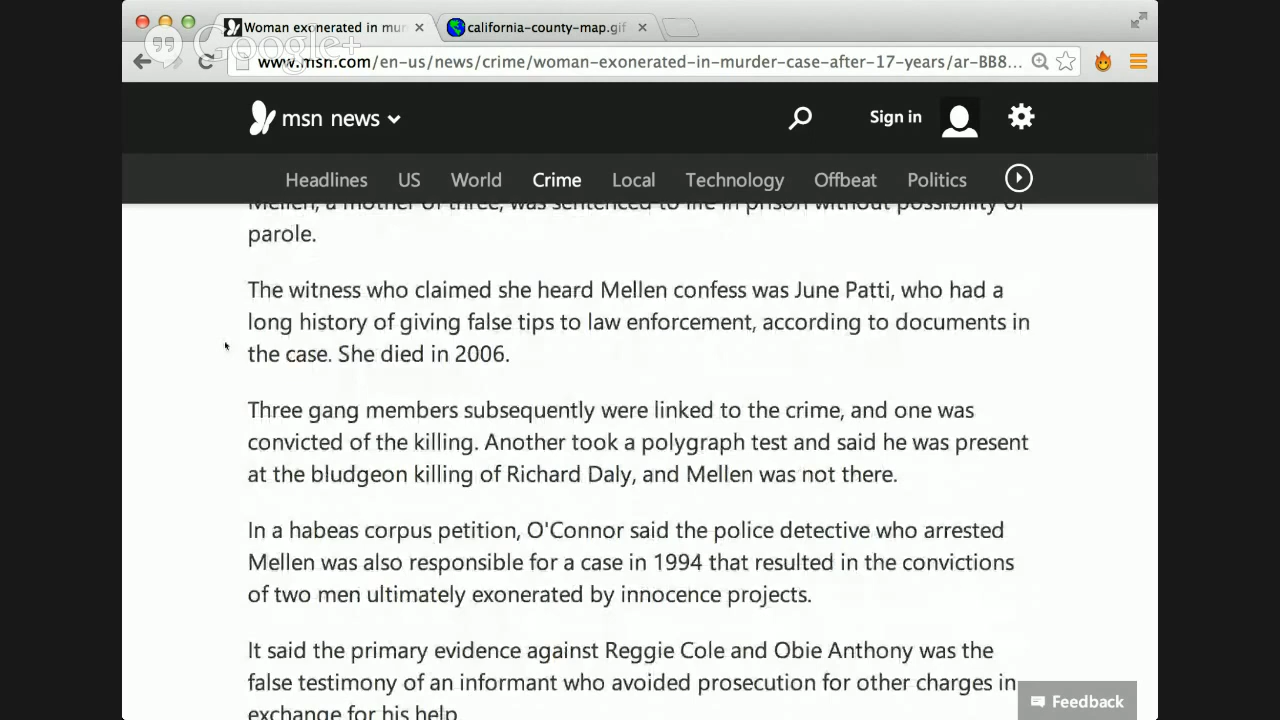 Woman exonerated in mur
california-county-map.gif
Google+
www.msn.com/en-us/news/crime/woman-exonerated-in-murder-case-after-17-years/ar-BB8...
msn news
Sign in
Headlines US World Crime Local Technology Offbeat Politics
Mellen, a mother of three, was sentenced to life in prison without possibility of
parole.
The witness who claimed she heard Mellen confess was June Patti, who had a
long history of giving false tips to law enforcement, according to documents in
the case. She died in 2006.
Three gang members subsequently were linked to the crime, and one was
convicted of the killing. Another took a polygraph test and said he was present
at the bludgeon killing of Richard Daly, and Mellen was not there.
In a habeas corpus petition, O'Connor said the police detective who arrested
Mellen was also responsible for a case in 1994 that resulted in the convictions
of two men ultimately exonerated by innocence projects.
It said the primary evidence against Reggie Cole and Obie Anthony was the
false testimony of an informant who avoided prosecution for other charges in
exchange for his help.
Feedback